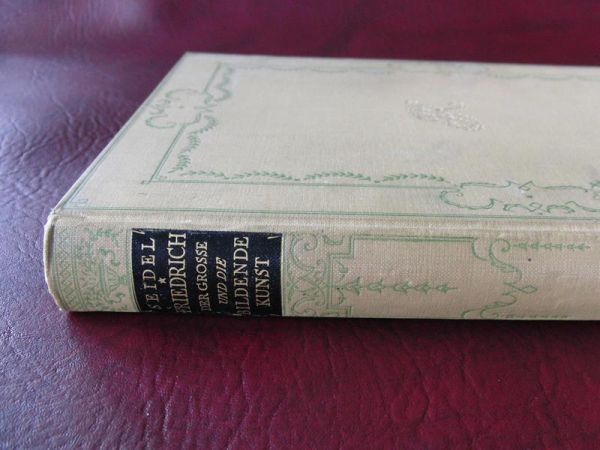 SEIDEL
★
FRIEDRICH
DER GROSSE
UND DIE
BILDENDE
KUNST